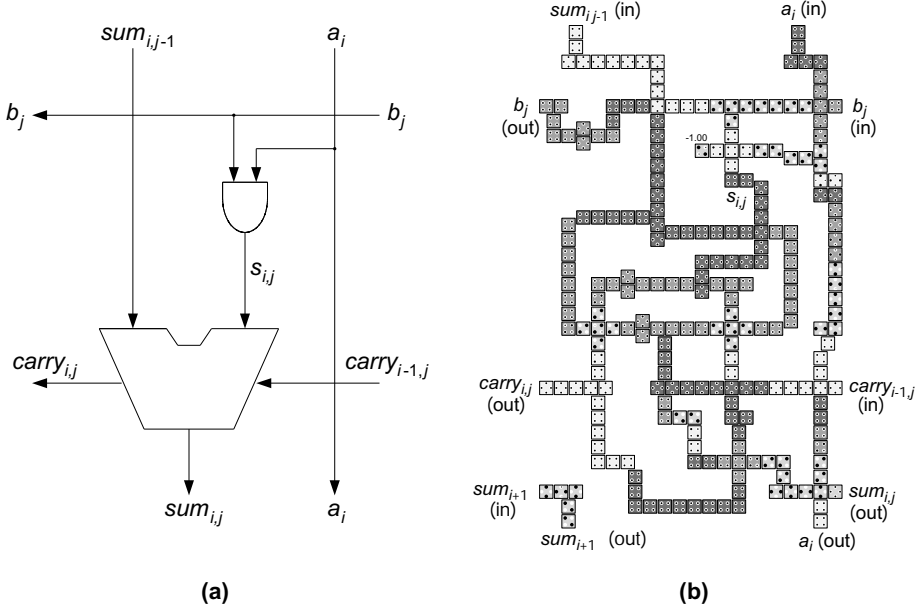 sum_{i,j-1}
a_i
b_j
b_j
s_{i,j}
carry_{i,j}
carry_{i-1,j}
sum_{i,j}
a_i
(a)
sum_{i,j-1} (in)
a_i (in)
b_j
(out)
b_j
(in)
-1.00
s_{i,j}
carry_{i,j}
(out)
carry_{i-1,j}
(in)
sum_{i+1}
(in)
sum_{i,j}
(out)
sum_{i+1} (out)
a_i (out)
(b)